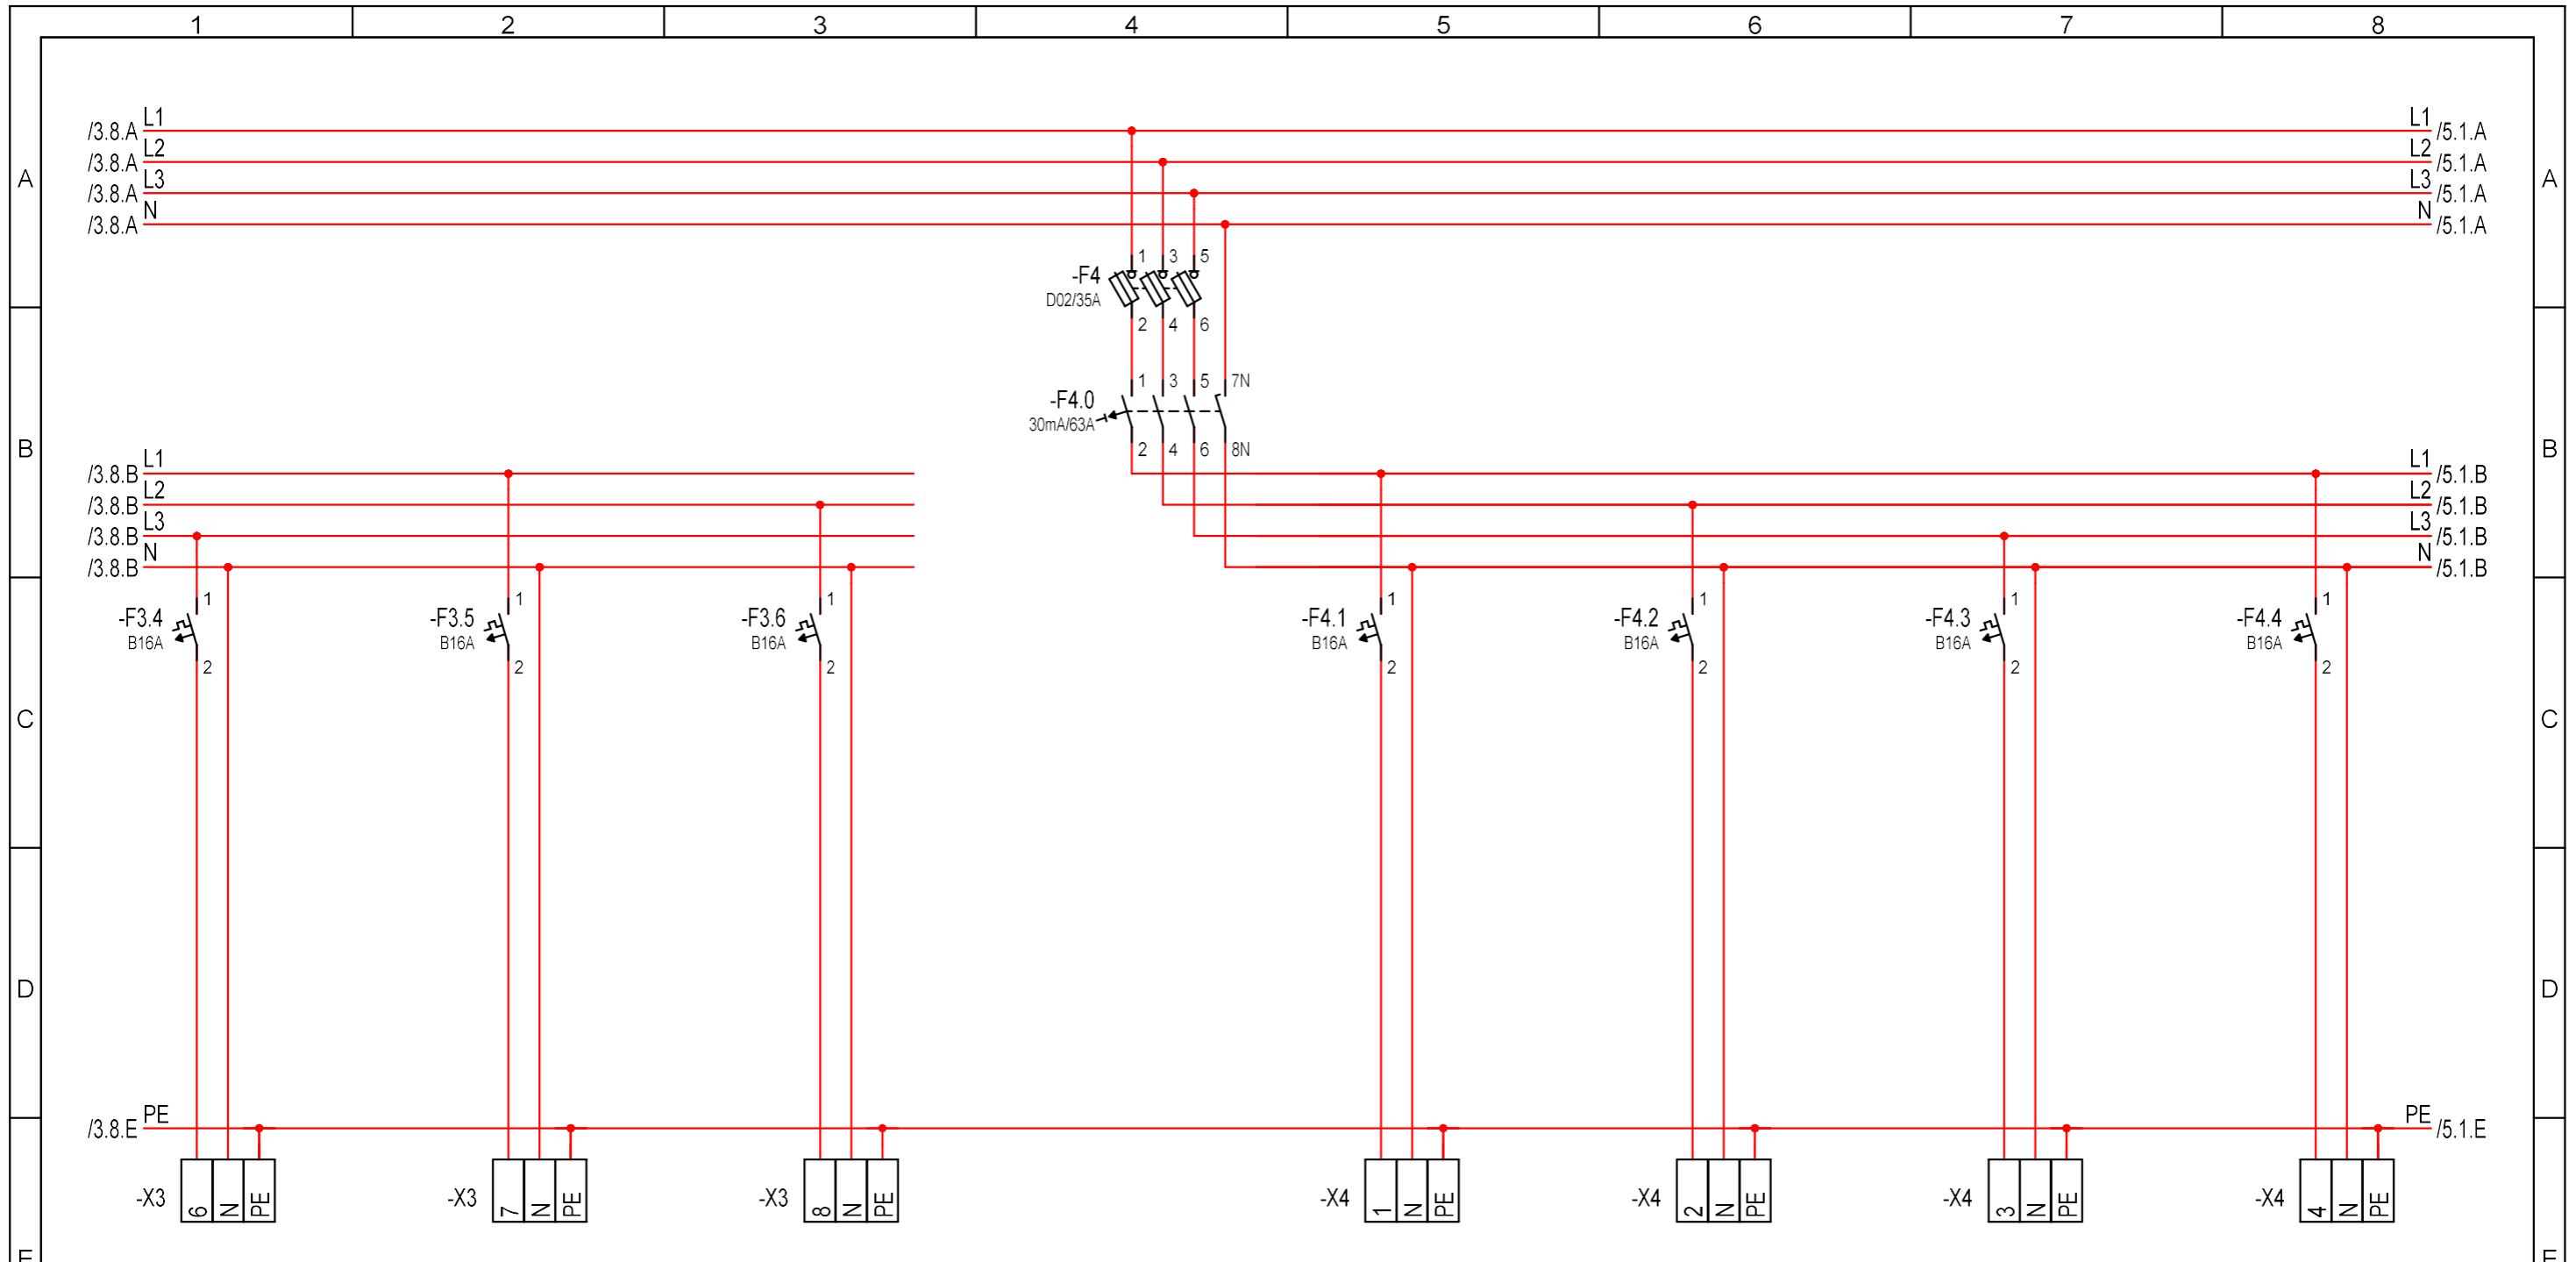 1 2 3 4 5 6 7 8
L1 L1
/3.8.A /5.1.A
L2 L2
/3.8.A /5.1.A
A L3 L3 A
/3.8.A /5.1.A
N N
/3.8.A /5.1.A
1 3 5
-F4
D02/35A
2 4 6
1 3 5 7N
-F4.0
30mA/63A
B 2 4 6 8N B
L1 L1
/3.8.B /5.1.B
L2 L2
/3.8.B /5.1.B
L3 L3
/3.8.B /5.1.B
N N
/3.8.B /5.1.B
1 1 1 1 1 1 1
-F3.4 -F3.5 -F3.6 -F4.1 -F4.2 -F4.3 -F4.4
B16A B16A B16A B16A B16A B16A B16A
2 2 2 2 2 2 2
C C
D D
PE PE
/3.8.E /5.1.E
-X3 6 N PE -X3 7 N PE -X3 8 N PE -X4 1 N PE -X4 2 N PE -X4 3 N PE -X4 4 N PE
E E